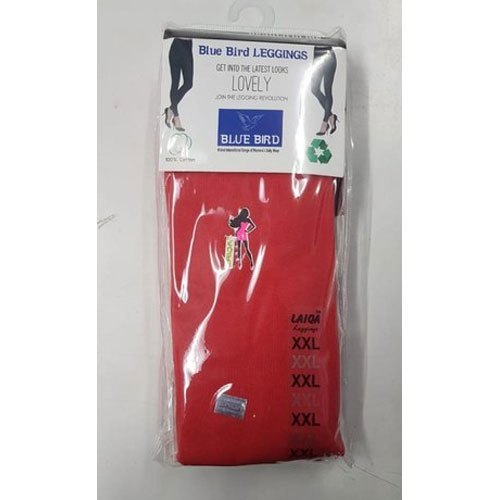 Blue Bird LEGGINGS
GET INTO THE LATEST LOOKS
LOVELY
JOIN THE LEGGING REVOLUTION
BLUE BIRD
100% Cotton
LAIQA
Leggings
XXL
XXL
XXL
XXL
XXL
XXL